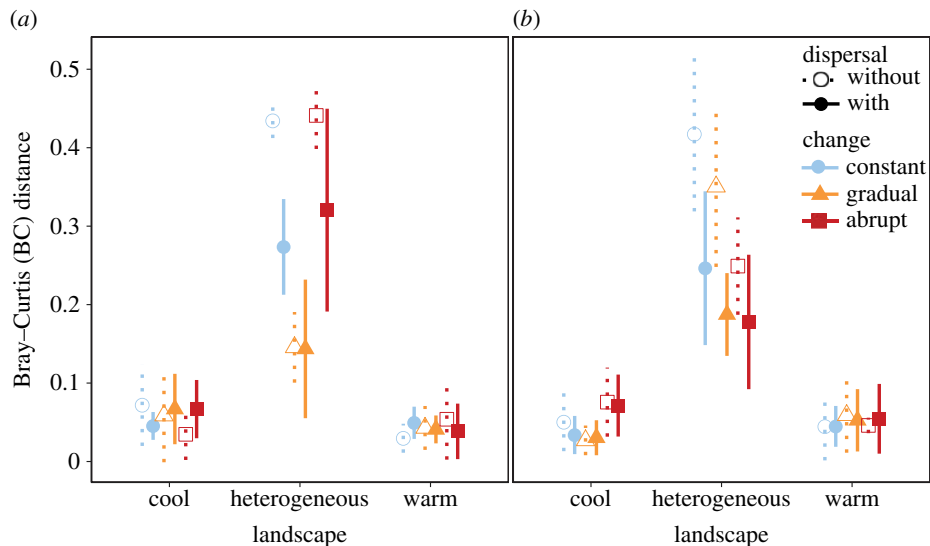 (a)
(b)
Bray–Curtis (BC) distance
0.5
0.4
0.3
0.2
0.1
0
cool
heterogeneous
warm
landscape
cool
heterogeneous
warm
landscape
dispersal
without
with
change
constant
gradual
abrupt